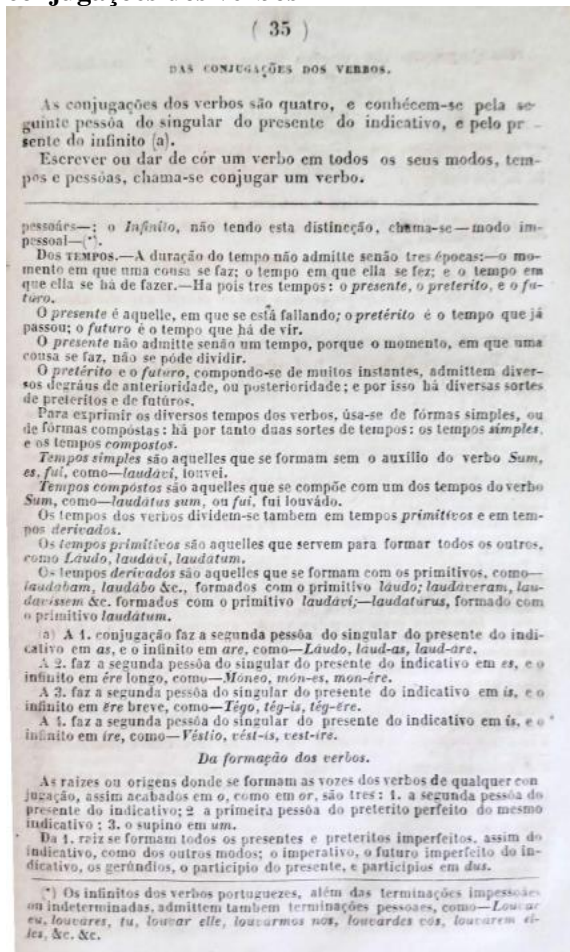 conjugações dos verbos
( 35 )
DAS CONJUGAÇÕES DOS VERBOS.
As conjugações dos verbos são quatro, e conhécem-se pela se-
guinte pessôa do singular do presente do indicativo, e pelo pr -
sente do infinito (a).
Escrever ou dar de cór um verbo em todos os seus modos, tem-
pos e pessôas, chama-se conjugar um verbo.
pessoáes—; o Infinito, não tendo esta distincção, chama-se—modo im-
pessoal—(*).
DOS TEMPOS.—A duração do tempo não admitte senão tres épocas:—o mo-
mento em que uma cousa se faz; o tempo em que ella se fez; e o tempo em
que ella se há de fazer.—Ha pois tres tempos: o presente, o preterito, e o fu-
túro.
O presente é aquelle, em que se está fallando; o pretérito é o tempo que já
passou; o futuro é o tempo que há de vir.
O presente não admitte senão um tempo, porque o momento, em que uma
cousa se faz, não se póde dividir.
O pretérito e o futuro, compondo-se de muitos instantes, admittem diver-
sos degráus de anterioridade, ou posterioridade; e por isso há diversas sortes
de preteritos e de futúros.
Para exprimir os diversos tempos dos verbos, úsa-se de fórmas simples, ou
de fórmas compóstas: há por tanto duas sortes de tempos: os tempos simples,
e os tempos compostos.
Tempos simples são aquelles que se formam sem o auxilio do verbo Sum,
es, fui, como—laudávi, louvei.
Tempos compostos são aquelles que se compõe com um dos tempos do verbo
Sum, como—laudátus sum, ou fui, fui louvádo.
Os tempos dos verbos dividem-se tambem em tempos primitívos e em tem-
pos derivados.
Os tempos primitívos são aquelles que servem para formar todos os outros,
como Láudo, laudávi, laudátum.
Os tempos derivados são aquelles que se formam com os primitivos, como—
laudábam, laudábo &c., formados com o primitivo láudo; laudáveram, lau-
davíssem &c. formados com o primitivo laudávi;—laudatúrus, formado com
o primitivo laudátum.
(a) A 1. conjugação faz a segunda pessôa do singular do presente do indi-
cativo em as, e o infinito em are, como—Láudo, láud-as, laud-áre.
A 2. faz a segunda pessôa do singular do presente do indicativo em es, e o
infinito em ére longo, como—Móneo, món-es, mon-ére.
A 3. faz a segunda pessôa do singular do presente do indicativo em is, e o
infinito em ĕre breve, como—Tégo, tég-is, tég-ĕre.
A 4. faz a segunda pessôa do singular do presente do indicativo em is, e o
infinito em íre, como—Véstio, vést-is, vest-íre.
Da formação dos verbos.
As raizes ou origens donde se formam as vozes dos verbos de qualquer con
jugação, assim acabados em o, como em or, são tres: 1. a segunda pessôa do
presente do indicativo; 2 a primeira pessôa do preterito perfeito do mesmo
indicativo; 3. o supino em um.
Da 1. raiz se formam todos os presentes e preteritos imperfeitos, assim do
indicativo, como dos outros modos; o imperativo, o futuro imperfeito do in-
dicativo, os gerúndios, o participio do presente, e participios em dus.
(*) Os infinitos dos verbos portuguezes, além das terminações impessoáes
ou indeterminadas, admittem tambem terminações pessoaes, como—Louvar
eu, louvares, tu, louvar elle, louvarmos nos, louvardes vós, louvarem el-
les, &c. &c.